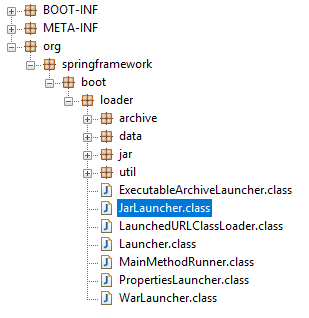 BOOT-INF
META-INF
org
springframework
boot
loader
archive
data
jar
util
ExecutableArchiveLauncher.class
JarLauncher.class
LaunchedURLClassLoader.class
Launcher.class
MainMethodRunner.class
PropertiesLauncher.class
WarLauncher.class